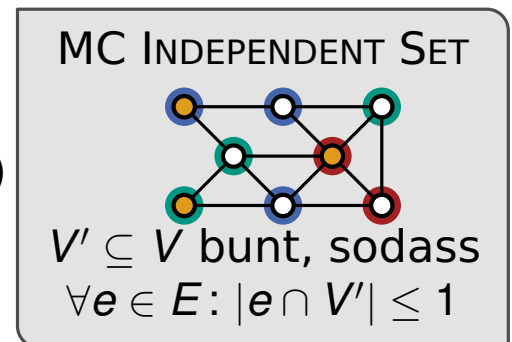 MC INDEPENDENT SET
V′ ⊆ V bunt, sodass
∀e ∈ E : |e ∩ V′| ≤ 1